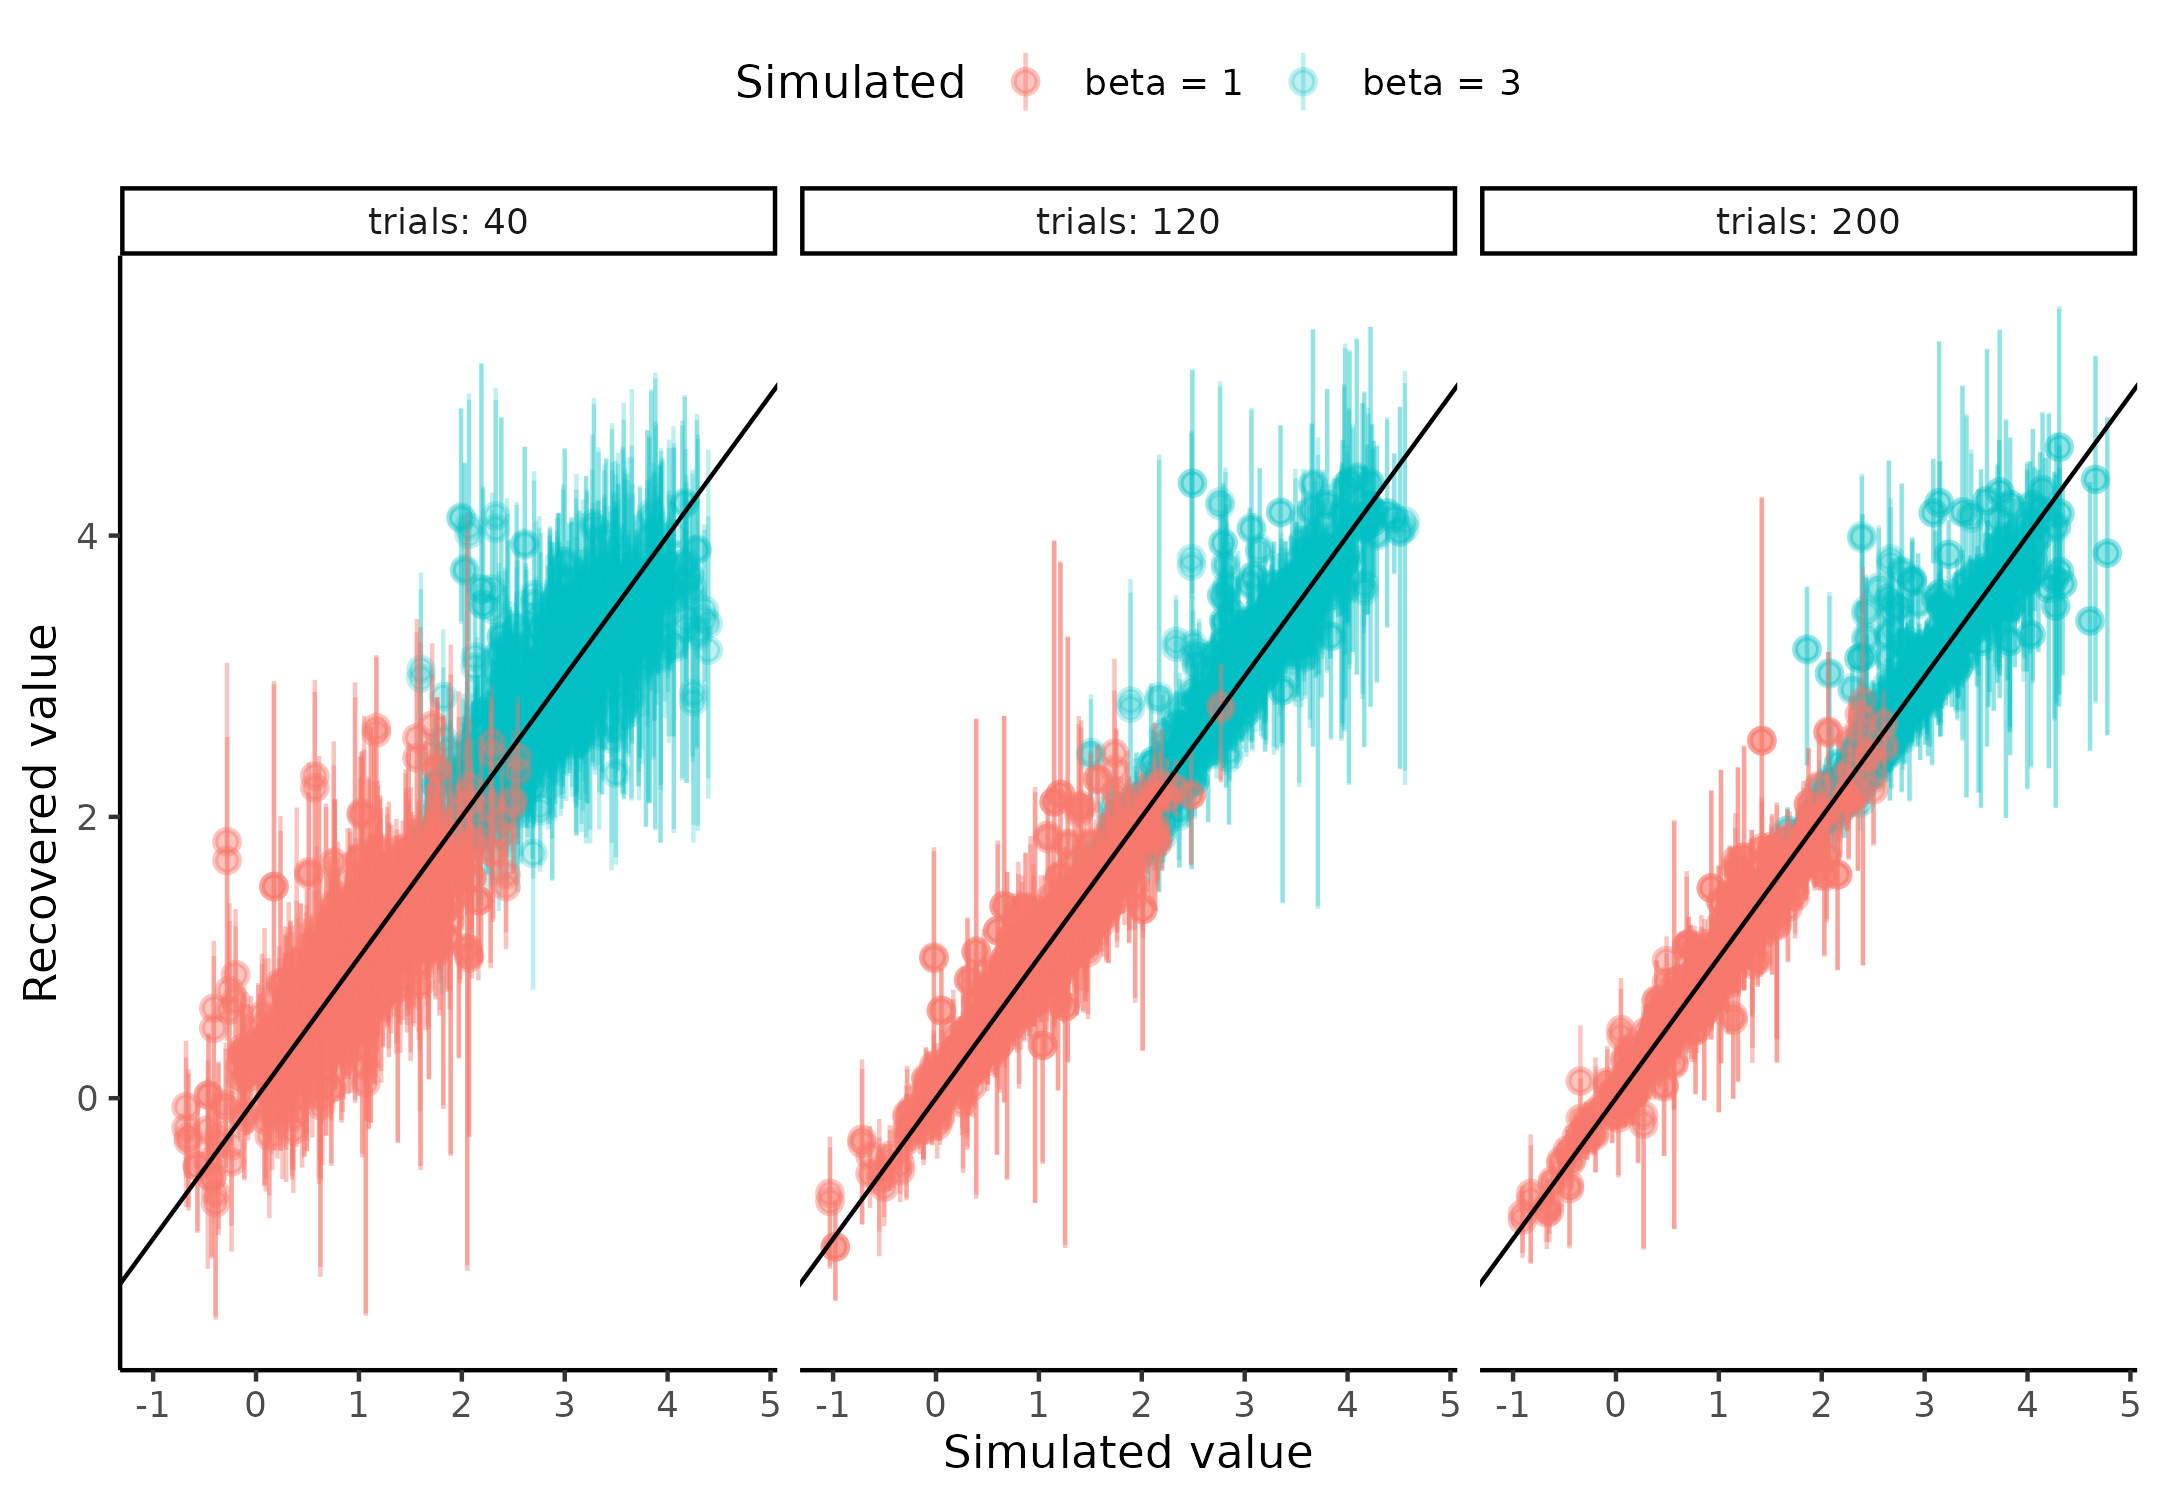 Simulated beta = 1 beta = 3
trials: 40 trials: 120 trials: 200
4
2
0
Recovered value
-1 0 1 2 3 4 5 -1 0 1 2 3 4 5 -1 0 1 2 3 4 5
Simulated value